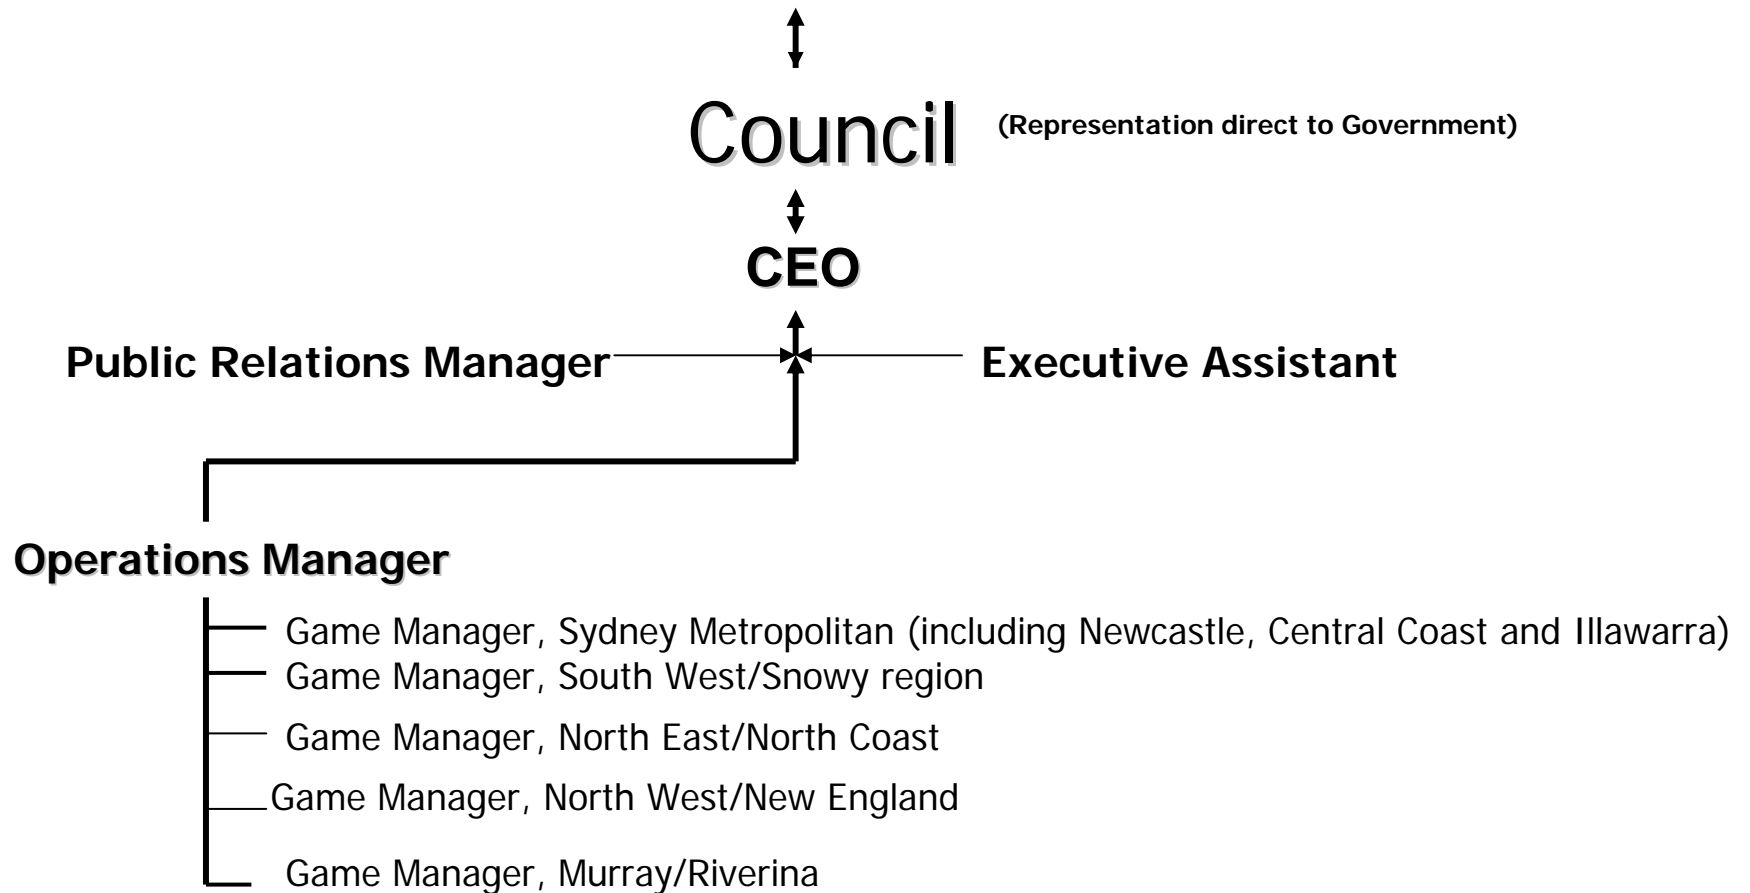 Council (Representation direct to Government)
CEO
Public Relations Manager Executive Assistant
Operations Manager
Game Manager, Sydney Metropolitan (including Newcastle, Central Coast and Illawarra)
Game Manager, South West/Snowy region
Game Manager, North East/North Coast
Game Manager, North West/New England
Game Manager, Murray/Riverina